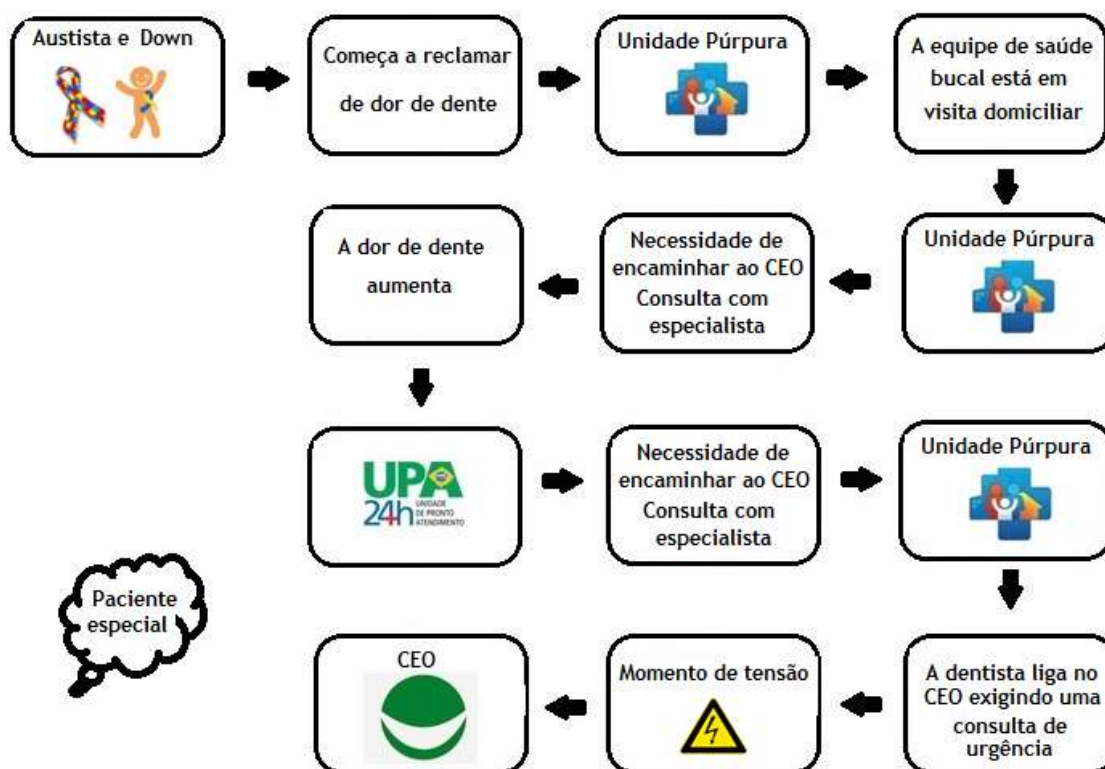 Austista e Down
Começa a reclamar
de dor de dente
Unidade Púrpura
A equipe de saúde
bucal está em
visita domiciliar
Unidade Púrpura
Necessidade de
encaminhar ao CEO
Consulta com
especialista
A dor de dente
aumenta
UPA
24h
UNIDADE
DE PRONTO
ATENDIMENTO
Necessidade de
encaminhar ao CEO
Consulta com
especialista
Unidade Púrpura
A dentista liga no
CEO exigindo uma
consulta de
urgência
Momento de tensão
CEO
Paciente
especial